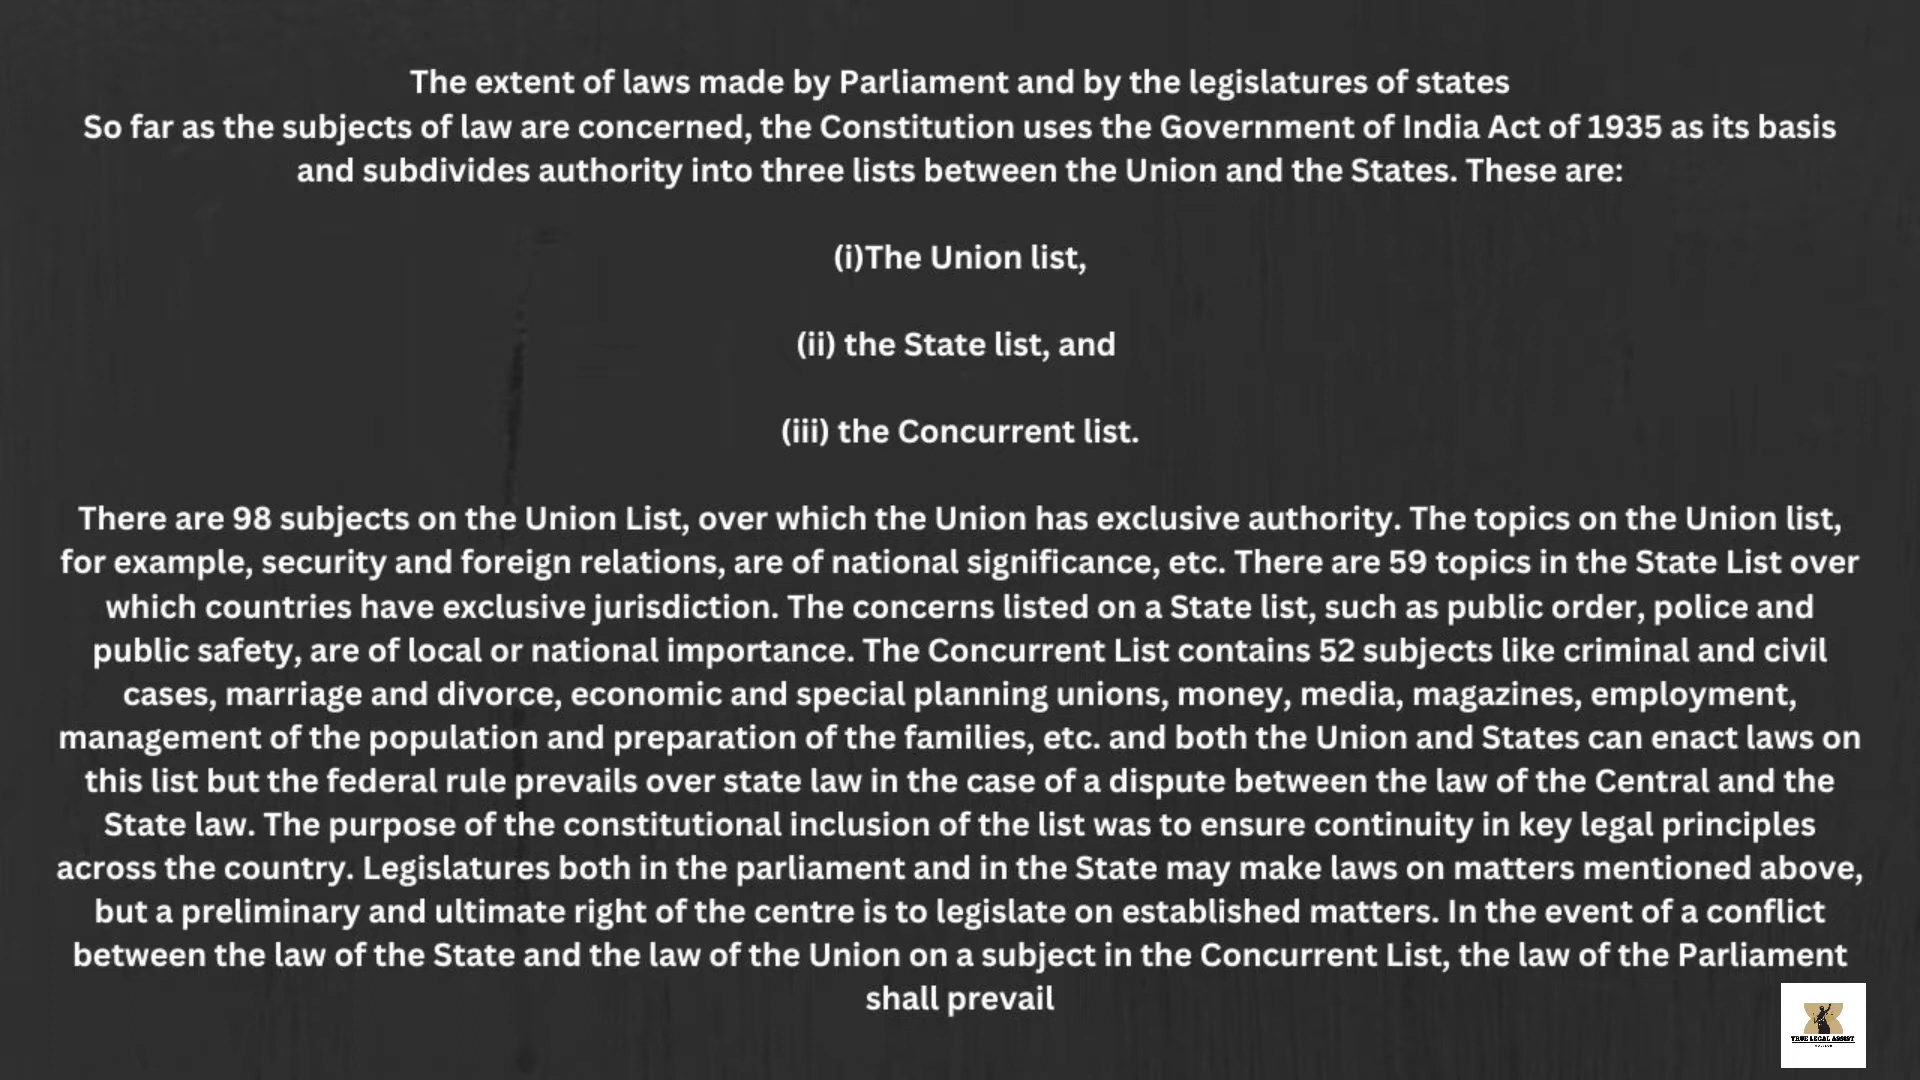 The extent of laws made by Parliament and by the legislatures of states
So far as the subjects of law are concerned, the Constitution uses the Government of India Act of 1935 as its basis
and subdivides authority into three lists between the Union and the States. These are:
(i)The Union list,
(ii) the State list, and
(iii) the Concurrent list.
There are 98 subjects on the Union List, over which the Union has exclusive authority. The topics on the Union list,
for example, security and foreign relations, are of national significance, etc. There are 59 topics in the State List over
which countries have exclusive jurisdiction. The concerns listed on a State list, such as public order, police and
public safety, are of local or national importance. The Concurrent List contains 52 subjects like criminal and civil
cases, marriage and divorce, economic and special planning unions, money, media, magazines, employment,
management of the population and preparation of the families, etc. and both the Union and States can enact laws on
this list but the federal rule prevails over state law in the case of a dispute between the law of the Central and the
State law. The purpose of the constitutional inclusion of the list was to ensure continuity in key legal principles
across the country. Legislatures both in the parliament and in the State may make laws on matters mentioned above,
but a preliminary and ultimate right of the centre is to legislate on established matters. In the event of a conflict
between the law of the State and the law of the Union on a subject in the Concurrent List, the law of the Parliament
shall prevail
TRUE LEGAL ASSIST